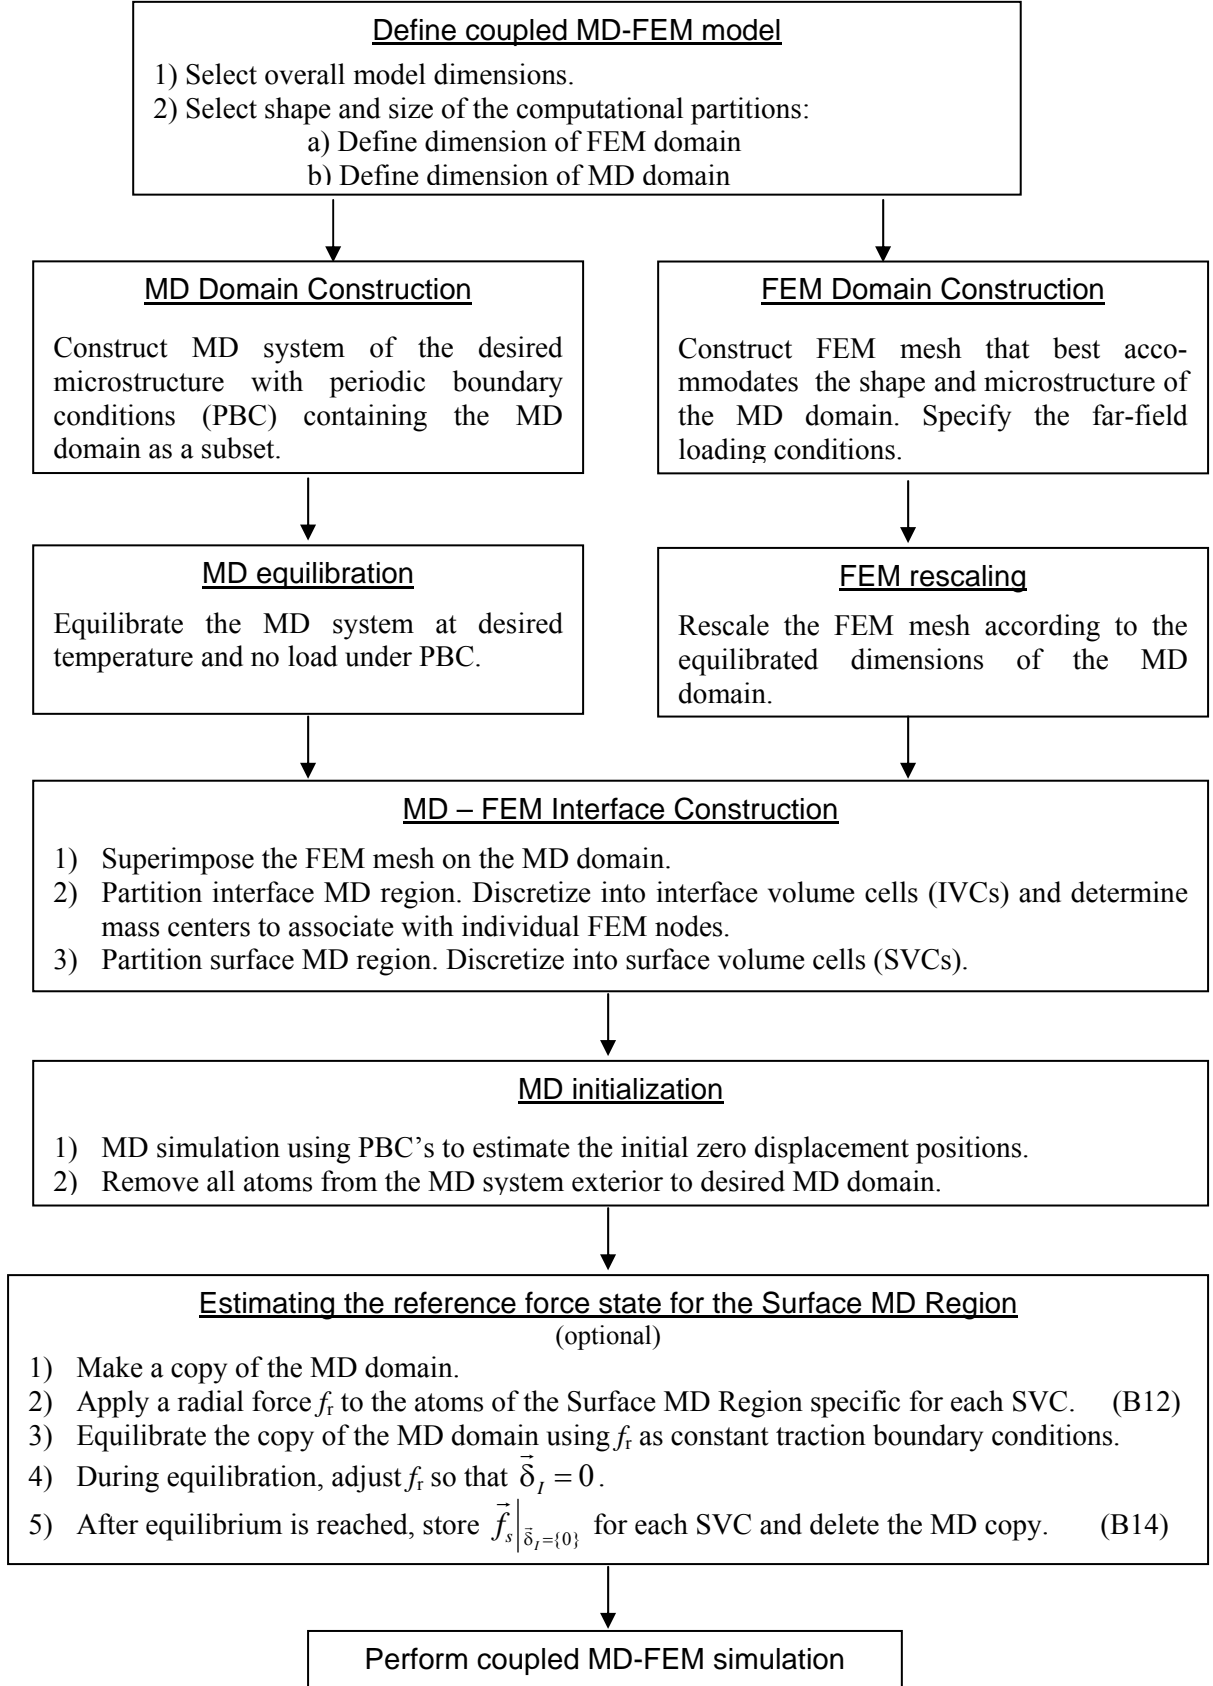 Define coupled MD-FEM model
1) Select overall model dimensions.
2) Select shape and size of the computational partitions:
a) Define dimension of FEM domain
b) Define dimension of MD domain
MD Domain Construction
Construct MD system of the desired
microstructure with periodic boundary
conditions (PBC) containing the MD
domain as a subset.
FEM Domain Construction
Construct FEM mesh that best acco-
mmodates the shape and microstructure of
the MD domain. Specify the far-field
loading conditions.
MD equilibration
Equilibrate the MD system at desired
temperature and no load under PBC.
FEM rescaling
Rescale the FEM mesh according to the
equilibrated dimensions of the MD
domain.
MD – FEM Interface Construction
1) Superimpose the FEM mesh on the MD domain.
2) Partition interface MD region. Discretize into interface volume cells (IVCs) and determine
mass centers to associate with individual FEM nodes.
3) Partition surface MD region. Discretize into surface volume cells (SVCs).
MD initialization
1) MD simulation using PBC's to estimate the initial zero displacement positions.
2) Remove all atoms from the MD system exterior to desired MD domain.
Estimating the reference force state for the Surface MD Region
(optional)
1) Make a copy of the MD domain.
2) Apply a radial force f_r to the atoms of the Surface MD Region specific for each SVC. (B12)
3) Equilibrate the copy of the MD domain using f_r as constant traction boundary conditions.
4) During equilibration, adjust f_r so that \vec{δ}_I = 0.
5) After equilibrium is reached, store \vec{f}_s|_{\vec{δ}_I={0}} for each SVC and delete the MD copy. (B14)
Perform coupled MD-FEM simulation